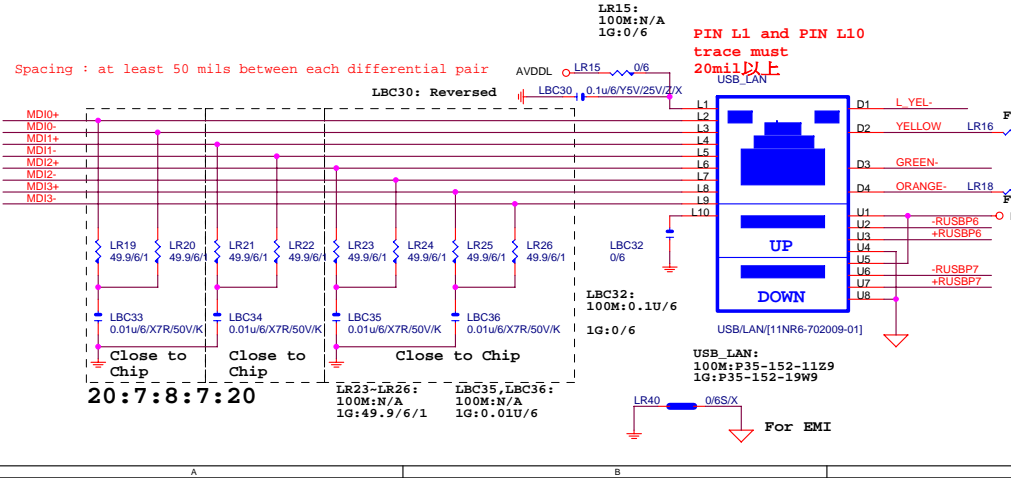 LR15:
100M:N/A
1G:0/6
PIN L1 and PIN L10
trace must
20mil以上
Spacing : at least 50 mils between each differential pair
AVDDL
LR15
0/6
USB_LAN
LBC30: Reversed
LBC30
0.1u/6/Y5V/25V/Z/X
L1
L2
L3
L4
L5
L6
L7
L8
L9
L10
MDI0+
MDI0-
MDI1+
MDI1-
MDI2+
MDI2-
MDI3+
MDI3-
D1
L_YEL-
D2
YELLOW
LR16
D3
GREEN-
D4
ORANGE-
LR18
U1
U2
U3
U4
U5
U6
U7
U8
-RUSBP6
+RUSBP6
-RUSBP7
+RUSBP7
UP
DOWN
LR19
49.9/6/1
LR20
49.9/6/1
LR21
49.9/6/1
LR22
49.9/6/1
LR23
49.9/6/1
LR24
49.9/6/1
LR25
49.9/6/1
LR26
49.9/6/1
LBC32
0/6
LBC32:
100M:0.1U/6
1G:0/6
LBC33
0.01u/6/X7R/50V/K
LBC34
0.01u/6/X7R/50V/K
LBC35
0.01u/6/X7R/50V/K
LBC36
0.01u/6/X7R/50V/K
USB/LAN/[11NR6-702009-01]
Close to
Chip
Close to
Chip
Close to Chip
USB_LAN:
100M:P35-152-11Z9
1G:P35-152-19W9
20:7:8:7:20
LR23-LR26:
100M:N/A
1G:49.9/6/1
LBC35,LBC36:
100M:N/A
1G:0.01U/6
LR40
0/6S/X
For EMI
A
B